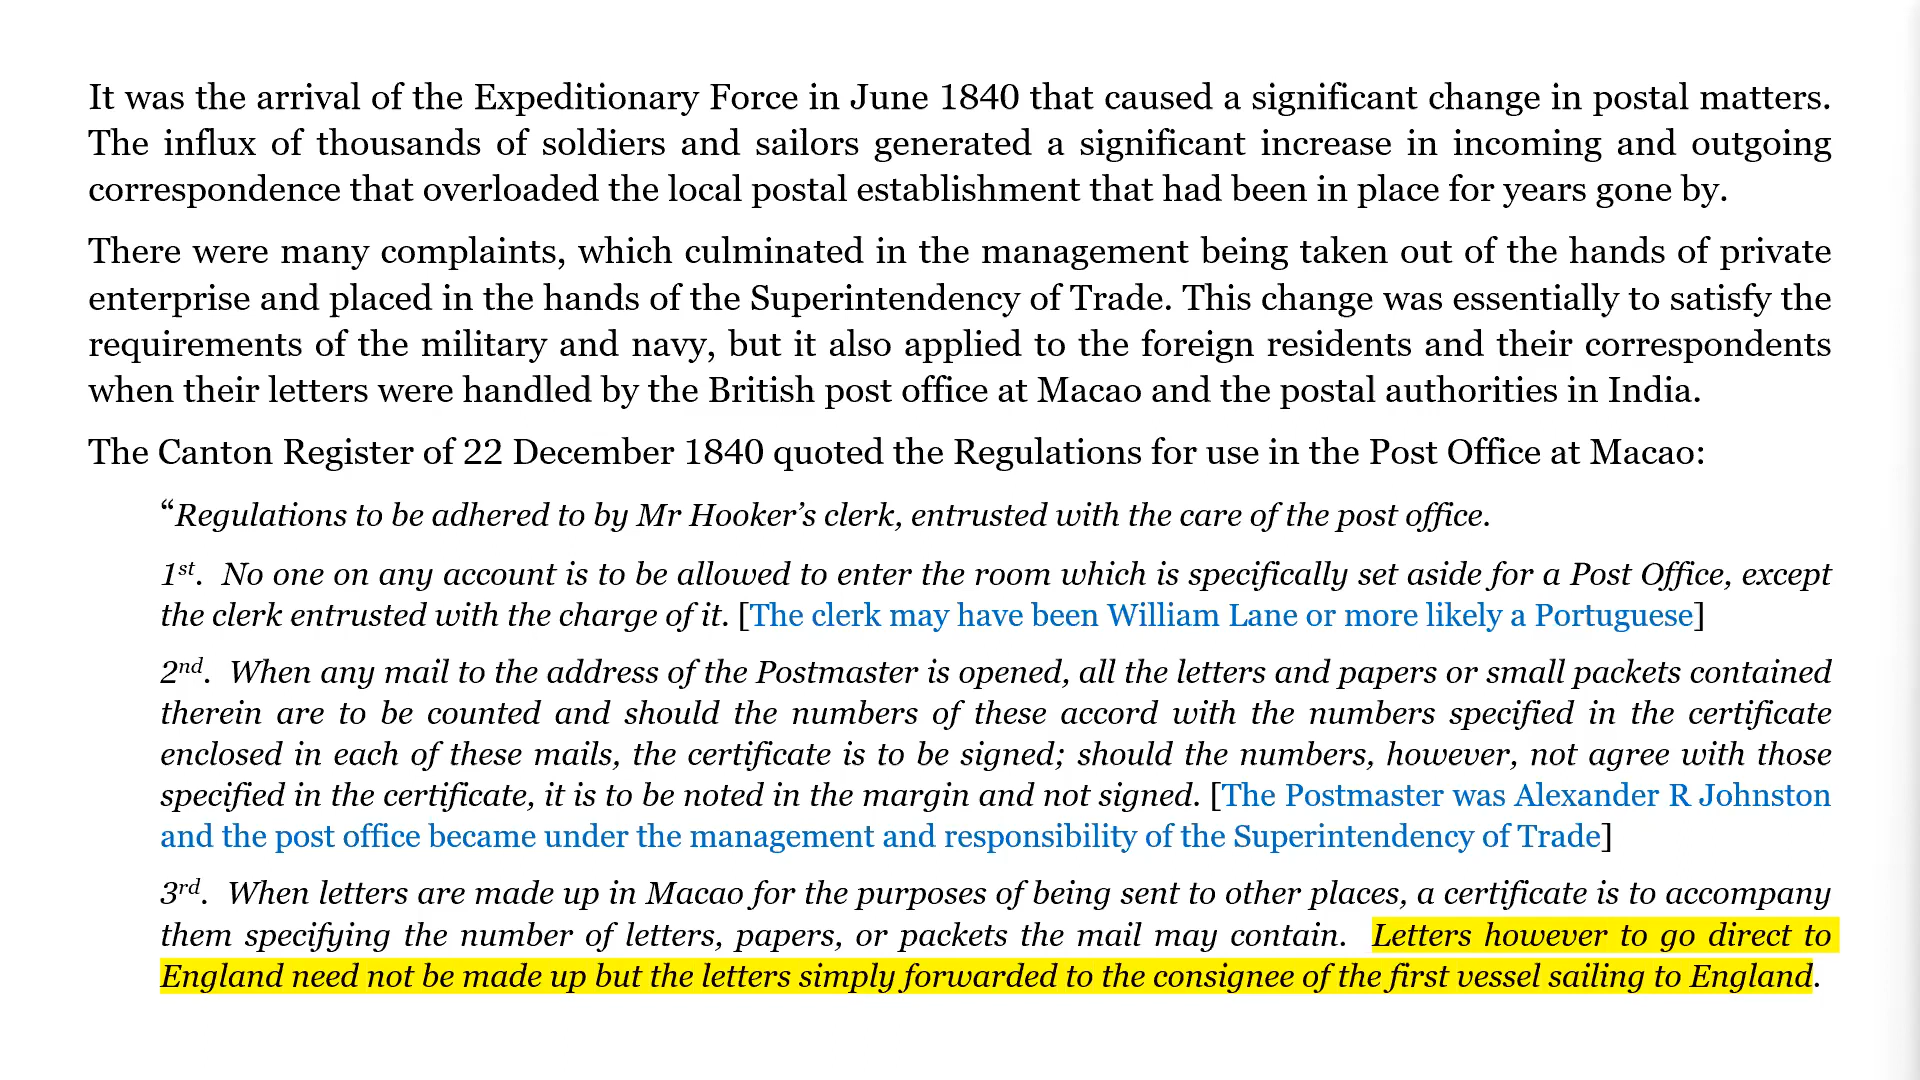 It was the arrival of the Expeditionary Force in June 1840 that caused a significant change in postal matters.
The influx of thousands of soldiers and sailors generated a significant increase in incoming and outgoing
correspondence that overloaded the local postal establishment that had been in place for years gone by.
There were many complaints, which culminated in the management being taken out of the hands of private
enterprise and placed in the hands of the Superintendency of Trade. This change was essentially to satisfy the
requirements of the military and navy, but it also applied to the foreign residents and their correspondents
when their letters were handled by the British post office at Macao and the postal authorities in India.
The Canton Register of 22 December 1840 quoted the Regulations for use in the Post Office at Macao:
“Regulations to be adhered to by Mr Hooker’s clerk, entrusted with the care of the post office.
1st. No one on any account is to be allowed to enter the room which is specifically set aside for a Post Office, except
the clerk entrusted with the charge of it. [The clerk may have been William Lane or more likely a Portuguese]
2nd. When any mail to the address of the Postmaster is opened, all the letters and papers or small packets contained
therein are to be counted and should the numbers of these accord with the numbers specified in the certificate
enclosed in each of these mails, the certificate is to be signed; should the numbers, however, not agree with those
specified in the certificate, it is to be noted in the margin and not signed. [The Postmaster was Alexander R Johnston
and the post office became under the management and responsibility of the Superintendency of Trade]
3rd. When letters are made up in Macao for the purposes of being sent to other places, a certificate is to accompany
them specifying the number of letters, papers, or packets the mail may contain. Letters however to go direct to
England need not be made up but the letters simply forwarded to the consignee of the first vessel sailing to England.